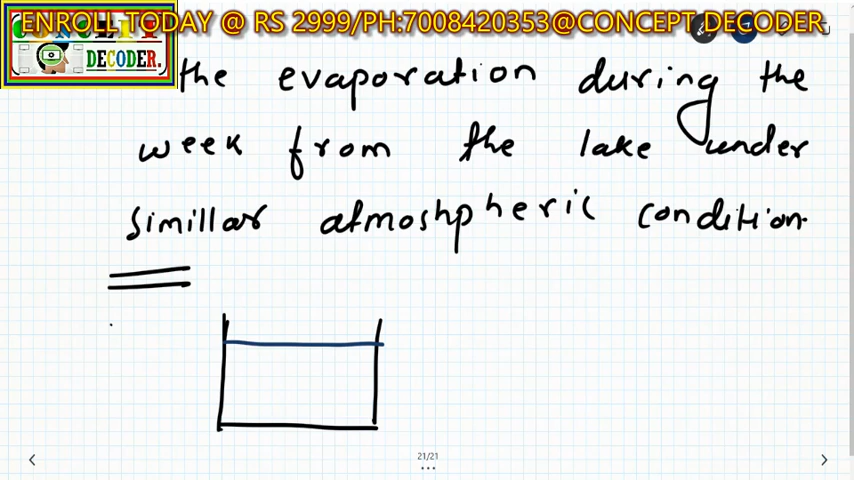 ENROLL TODAY @ RS 2999/PH:7008420353@CONCEPT DECODER
DECODER.
the evaporation during the
week from the lake under
Simillar atmoshpheric condition.
21/21